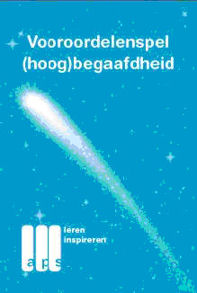 Vooroordelenspel
(hoog)begaafdheid
leren
inspireren
aps